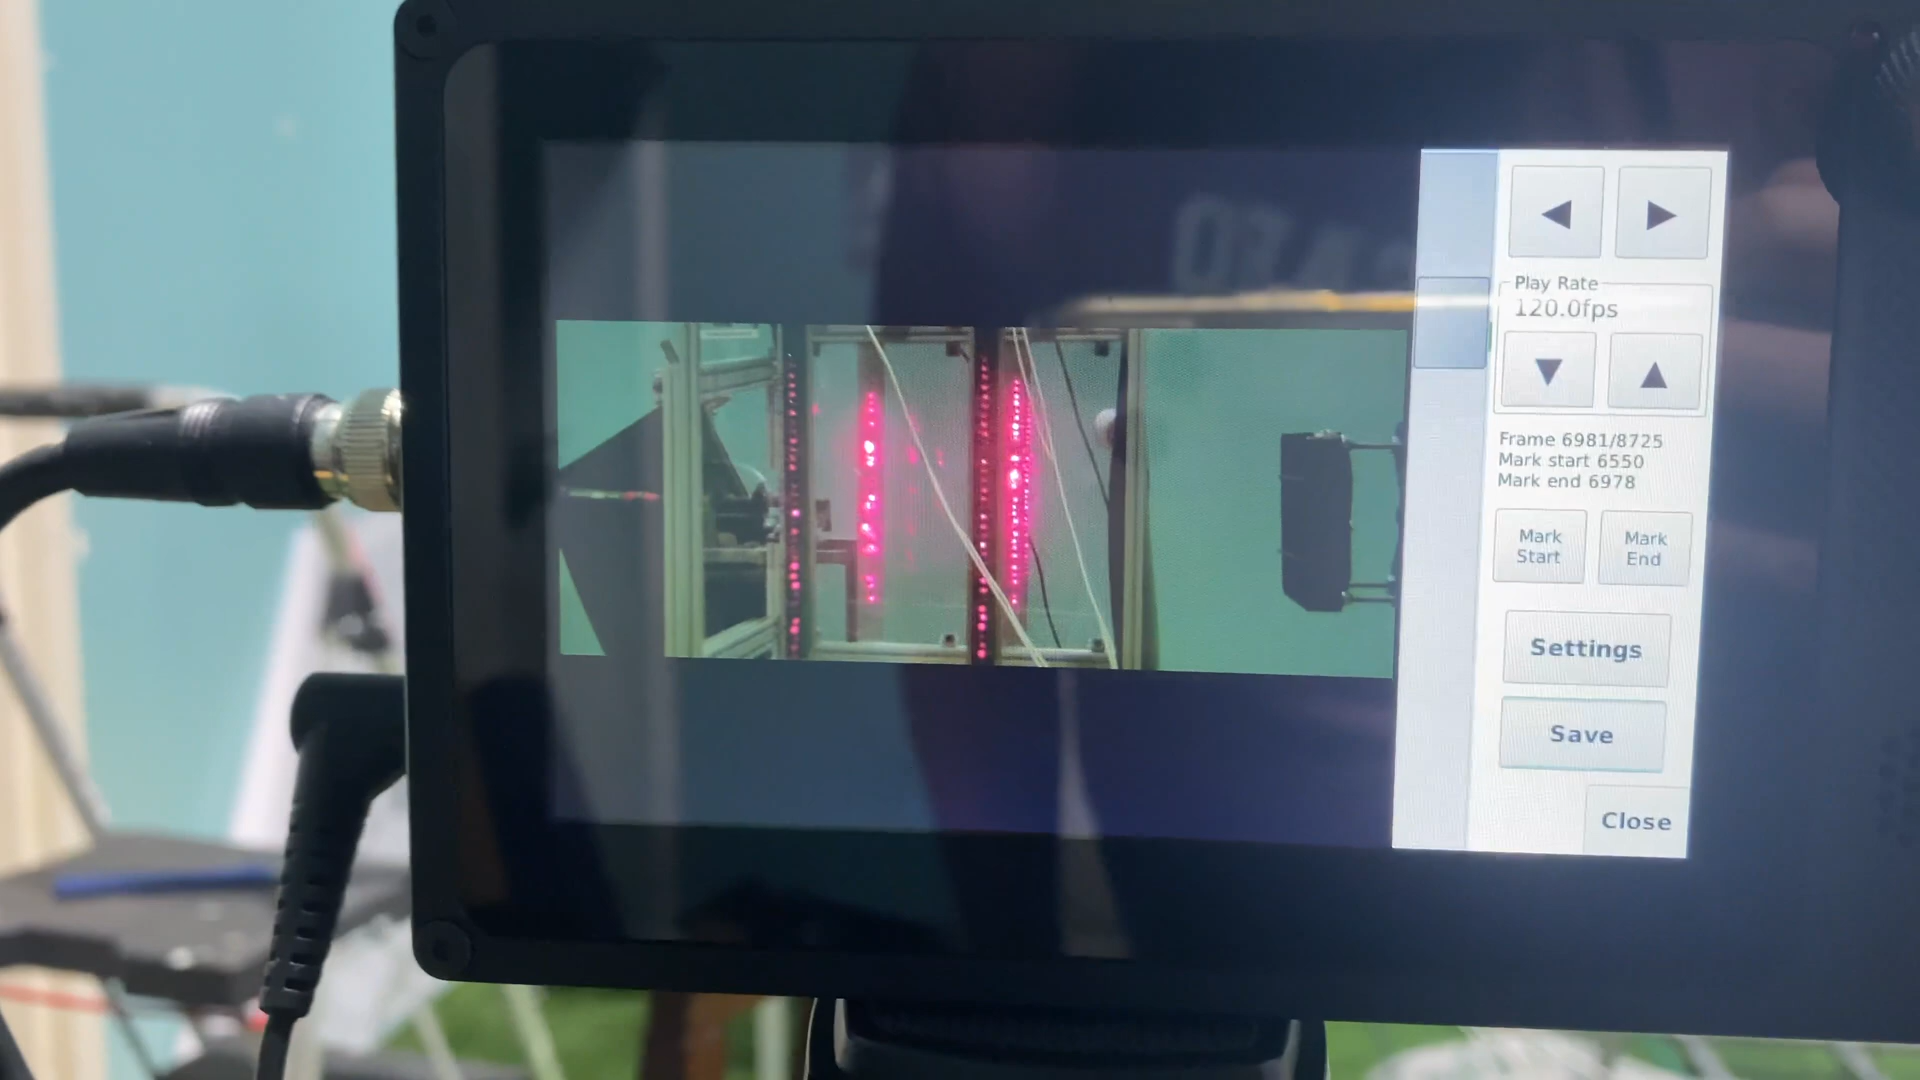 Play Rate
120.0fps
Frame 6981/8725
Mark start 6550
Mark end 6978
Mark
Start
Mark
End
Settings
Save
Close